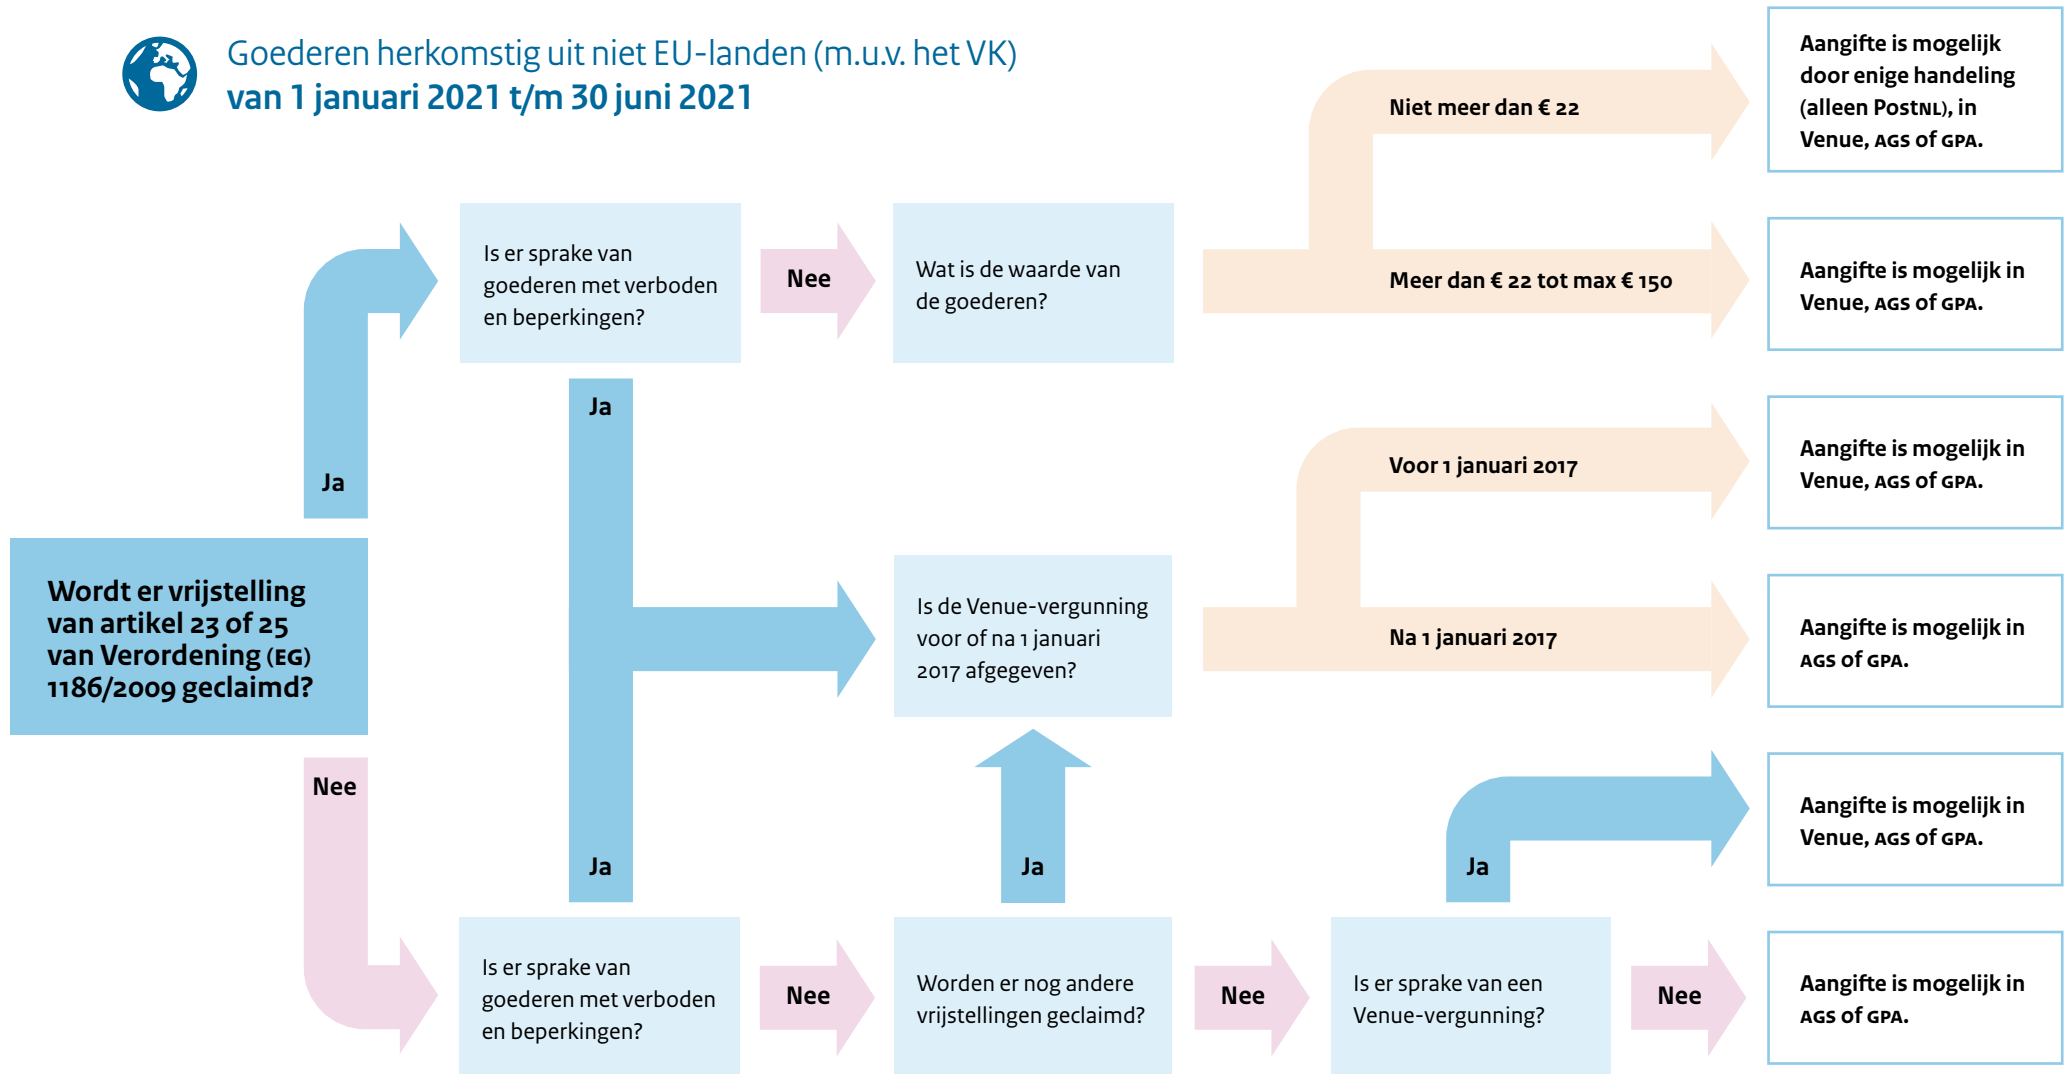 Goederen herkomstig uit niet EU-landen (m.u.v. het VK)
van 1 januari 2021 t/m 30 juni 2021
Wordt er vrijstelling
van artikel 23 of 25
van Verordening (EG)
1186/2009 geclaimd?
Ja
Is er sprake van
goederen met verboden
en beperkingen?
Nee
Wat is de waarde van
de goederen?
Niet meer dan € 22
Aangifte is mogelijk
door enige handeling
(alleen PostNL), in
Venue, AGS of GPA.
Meer dan € 22 tot max € 150
Aangifte is mogelijk in
Venue, AGS of GPA.
Ja
Is de Venue-vergunning
voor of na 1 januari
2017 afgegeven?
Voor 1 januari 2017
Aangifte is mogelijk in
Venue, AGS of GPA.
Na 1 januari 2017
Aangifte is mogelijk in
AGS of GPA.
Nee
Is er sprake van
goederen met verboden
en beperkingen?
Ja
Nee
Worden er nog andere
vrijstellingen geclaimd?
Ja
Nee
Is er sprake van een
Venue-vergunning?
Ja
Aangifte is mogelijk in
Venue, AGS of GPA.
Nee
Aangifte is mogelijk in
AGS of GPA.